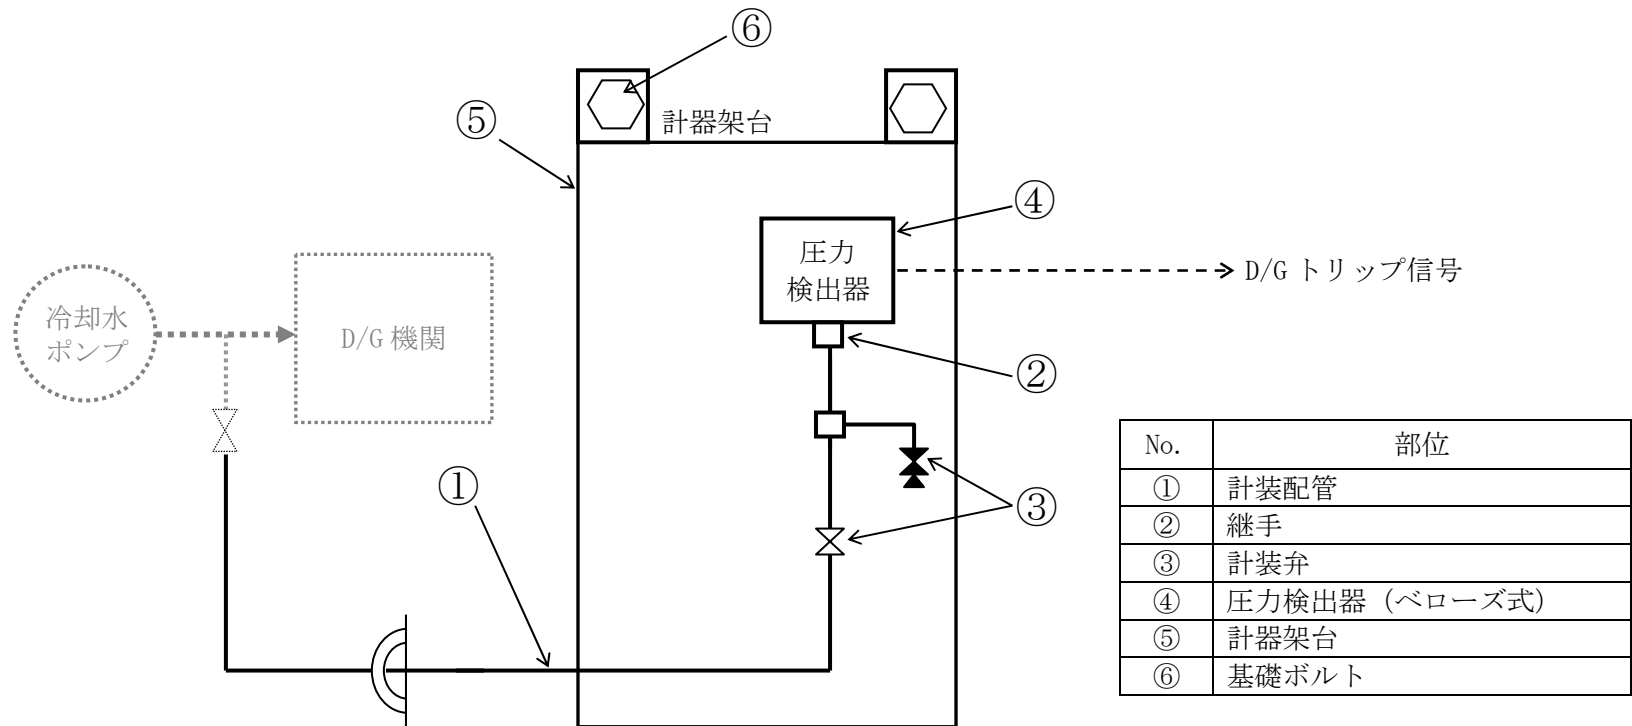 ⑥
計器架台
⑤
④
圧力
検出器
D/G トリップ信号
冷却水
ポンプ
D/G 機関
②
①
③
No. 部位
① 計装配管
② 継手
③ 計装弁
④ 圧力検出器（ベローズ式）
⑤ 計器架台
⑥ 基礎ボルト